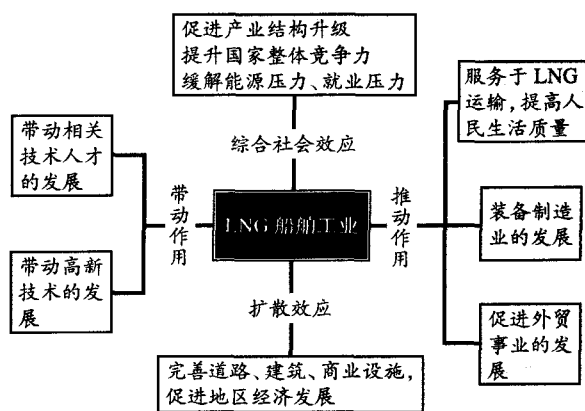 促进产业结构升级
提升国家整体竞争力
缓解能源压力、就业压力
综合社会效应
带动相关
技术人才
的发展
带动高新
技术的发
展
带动作用
LNG 船舶工业
推动作用
服务于 LNG
运输,提高人
民生活质量
装备制造
业的发展
促进外贸
事业的发
展
扩散效应
完善道路、建筑、商业设施,
促进地区经济发展